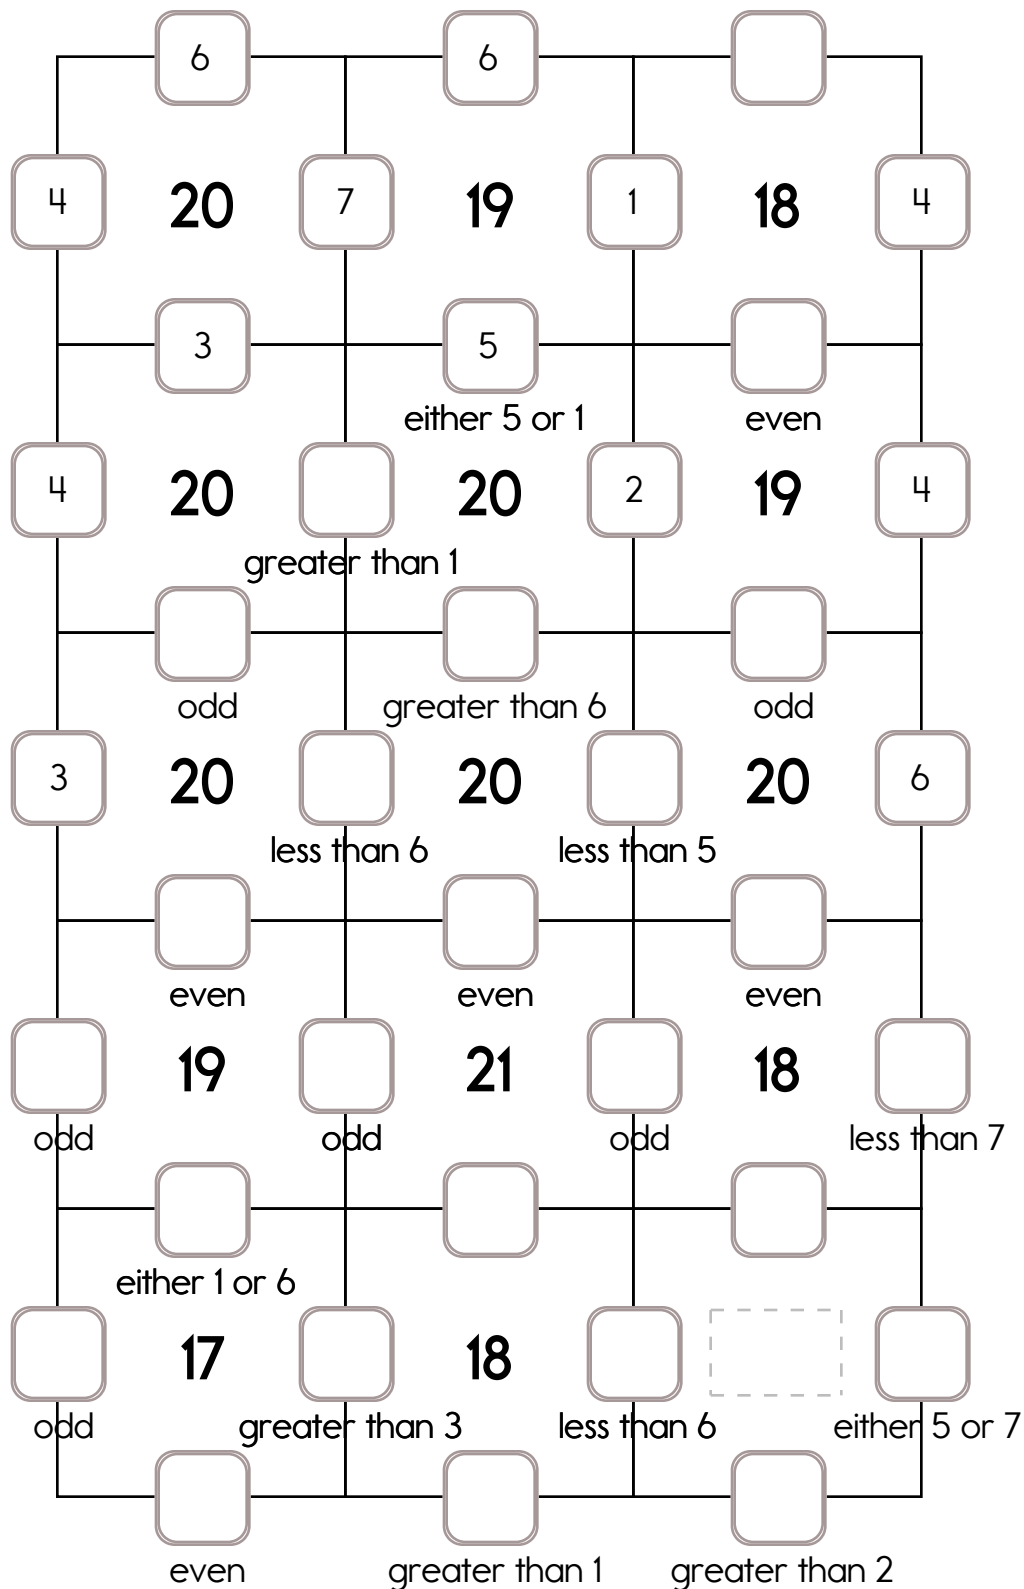 6 6
4 20 7 19 1 18 4
3 5
either 5 or 1 even
4 20 20 2 19 4
greater than 1
odd greater than 6 odd
3 20 20 20 6
less than 6 less than 5
even even even
19 21 18
odd odd odd less than 7
either 1 or 6
17 18
odd greater than 3 less than 6 either 5 or 7
even greater than 1 greater than 2